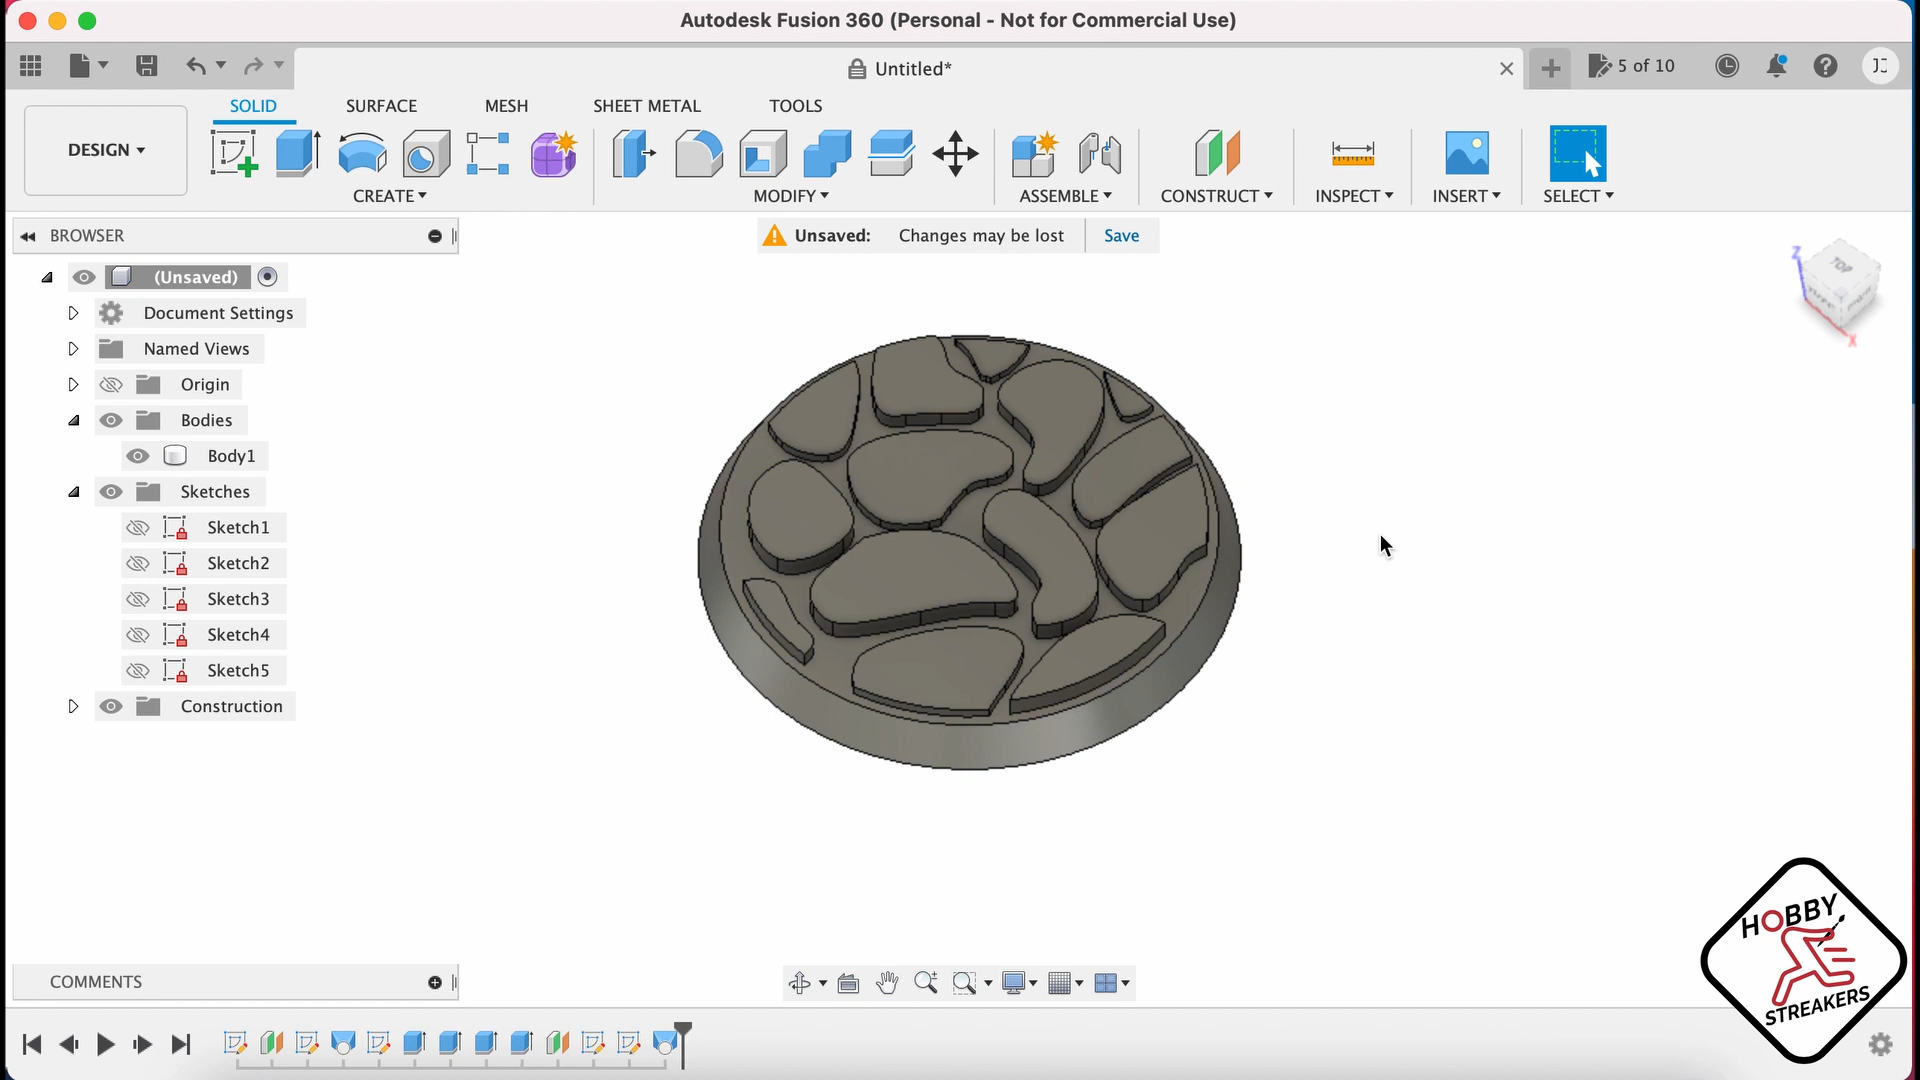 Autodesk Fusion 360 (Personal - Not for Commercial Use)
Untitled*
5 of 10
SOLID
SURFACE
MESH
SHEET METAL
TOOLS
DESIGN
CREATE
MODIFY
ASSEMBLE
CONSTRUCT
INSPECT
INSERT
SELECT
BROWSER
Unsaved: Changes may be lost Save
(Unsaved)
Document Settings
Named Views
Origin
Bodies
Body1
Sketches
Sketch1
Sketch2
Sketch3
Sketch4
Sketch5
Construction
Z
TOP
X
COMMENTS
HOBBY
STREAKERS